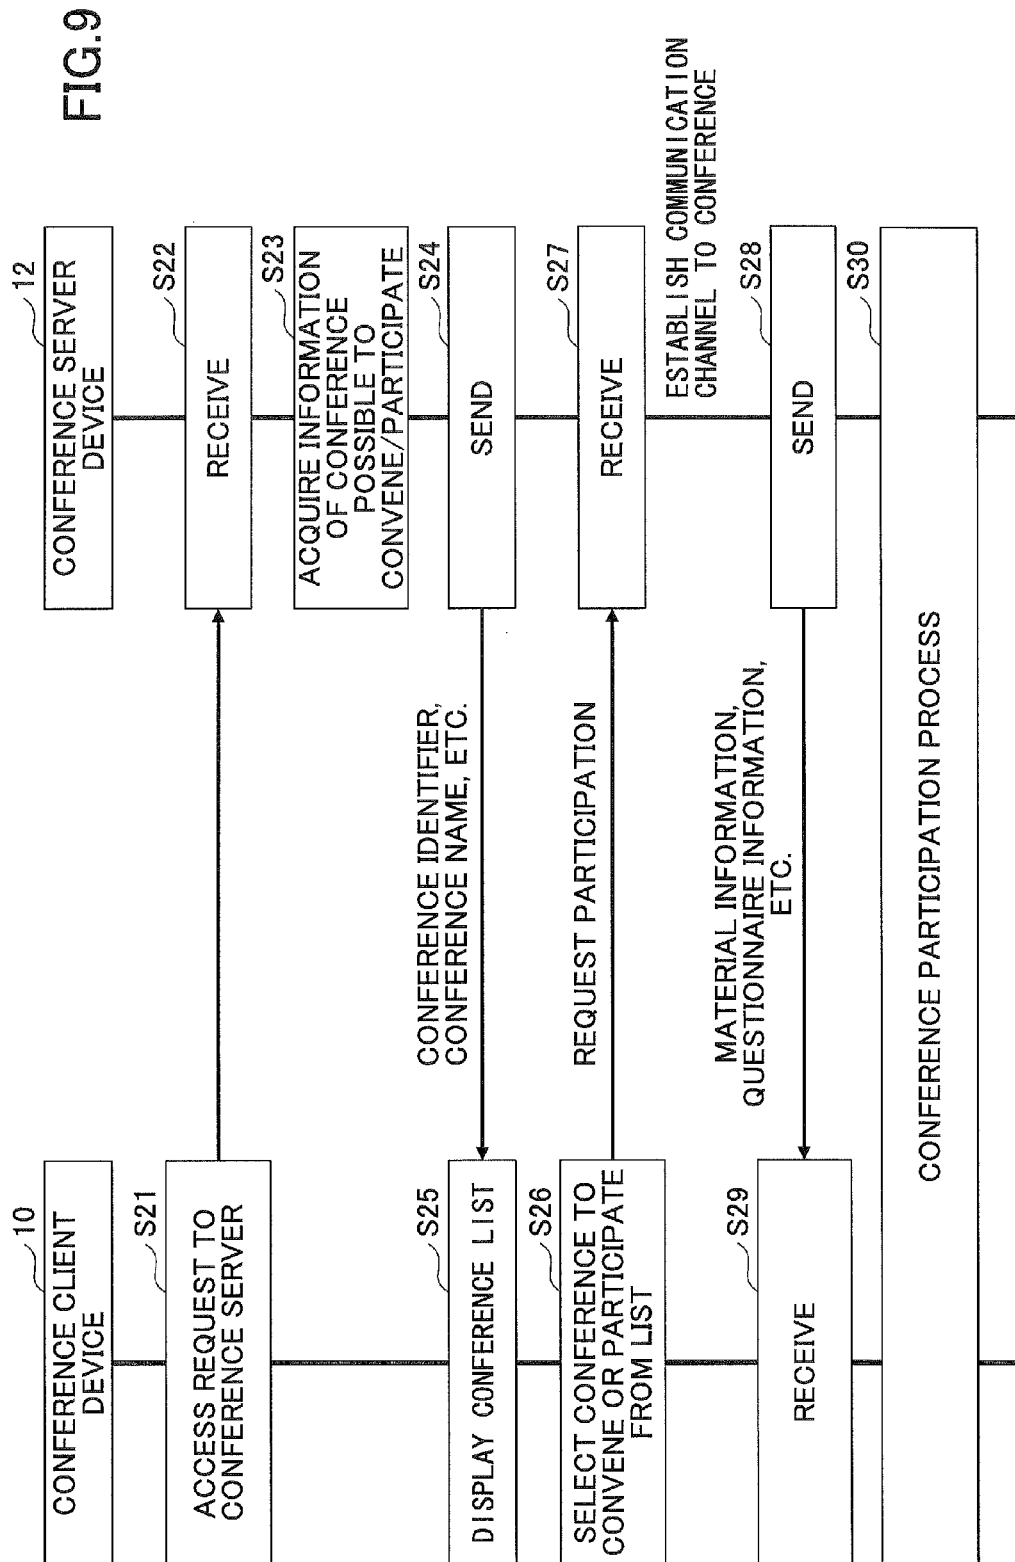 FIG.9
10
CONFERENCE CLIENT
DEVICE
12
CONFERENCE SERVER
DEVICE
S21
ACCESS REQUEST TO
CONFERENCE SERVER
S22
RECEIVE
S23
ACQUIRE INFORMATION
OF CONFERENCE
POSSIBLE TO
CONVENE/PARTICIPATE
S24
SEND
CONFERENCE IDENTIFIER,
CONFERENCE NAME, ETC.
S25
DISPLAY CONFERENCE LIST
S26
SELECT CONFERENCE TO
CONVENE OR PARTICIPATE
FROM LIST
REQUEST PARTICIPATION
S27
RECEIVE
ESTABLISH COMMUNICATION
CHANNEL TO CONFERENCE
S28
SEND
MATERIAL INFORMATION,
QUESTIONNAIRE INFORMATION,
ETC.
S29
RECEIVE
S30
CONFERENCE PARTICIPATION PROCESS